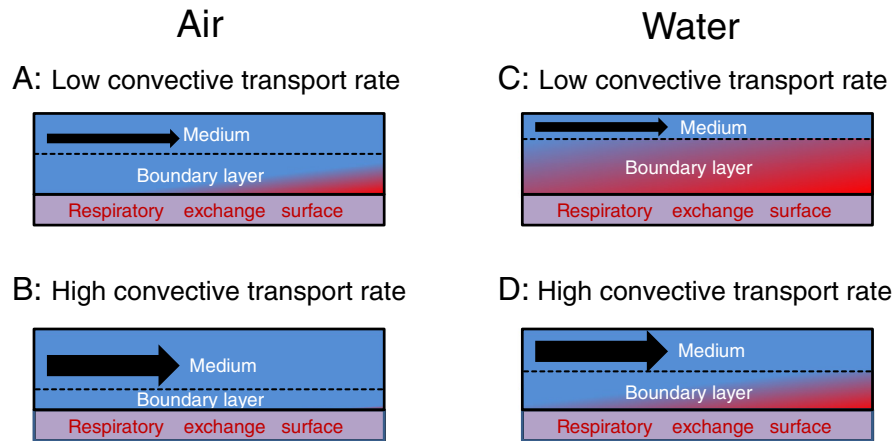 Air
Water
A: Low convective transport rate
C: Low convective transport rate
Medium
Boundary layer
Respiratory exchange surface
Medium
Boundary layer
Respiratory exchange surface
B: High convective transport rate
D: High convective transport rate
Medium
Boundary layer
Respiratory exchange surface
Medium
Boundary layer
Respiratory exchange surface